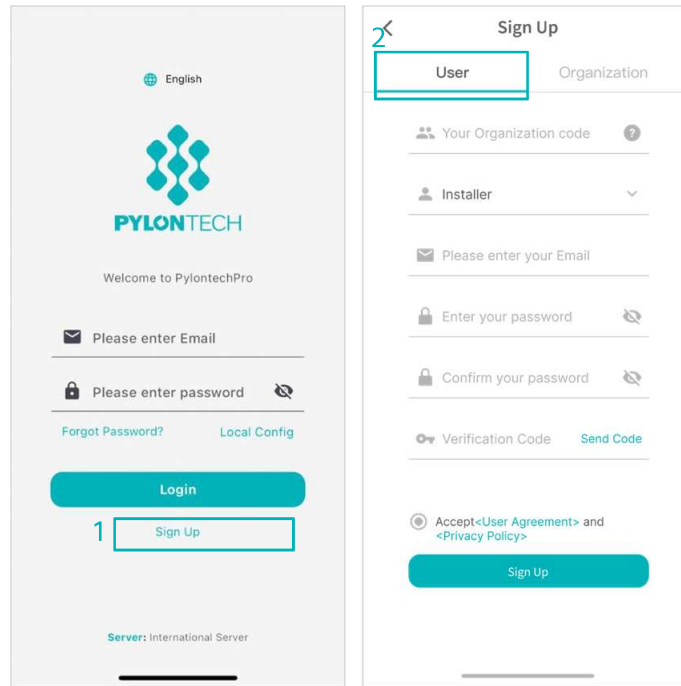 English
PYLONTECH
Welcome to PylontechPro
Please enter Email
Please enter password
Forgot Password? Local Config
Login
1
Sign Up
Server: International Server
2
Sign Up
User Organization
Your Organization code ?
Installer
Please enter your Email
Enter your password
Confirm your password
Verification Code Send Code
Accept<User Agreement> and
<Privacy Policy>
Sign Up